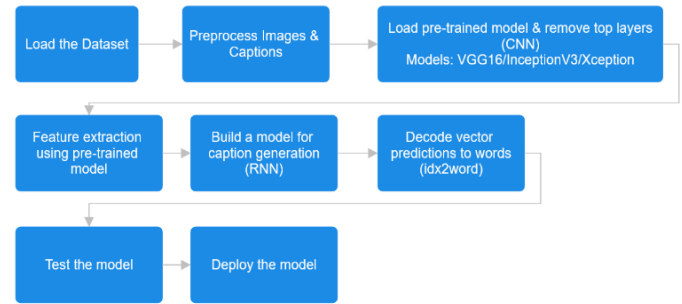 Load the Dataset
Preprocess Images &
Captions
Load pre-trained model & remove top layers
(CNN)
Models: VGG16/InceptionV3/Xception
Feature extraction
using pre-trained
model
Build a model for
caption generation
(RNN)
Decode vector
predictions to words
(idx2word)
Test the model
Deploy the model